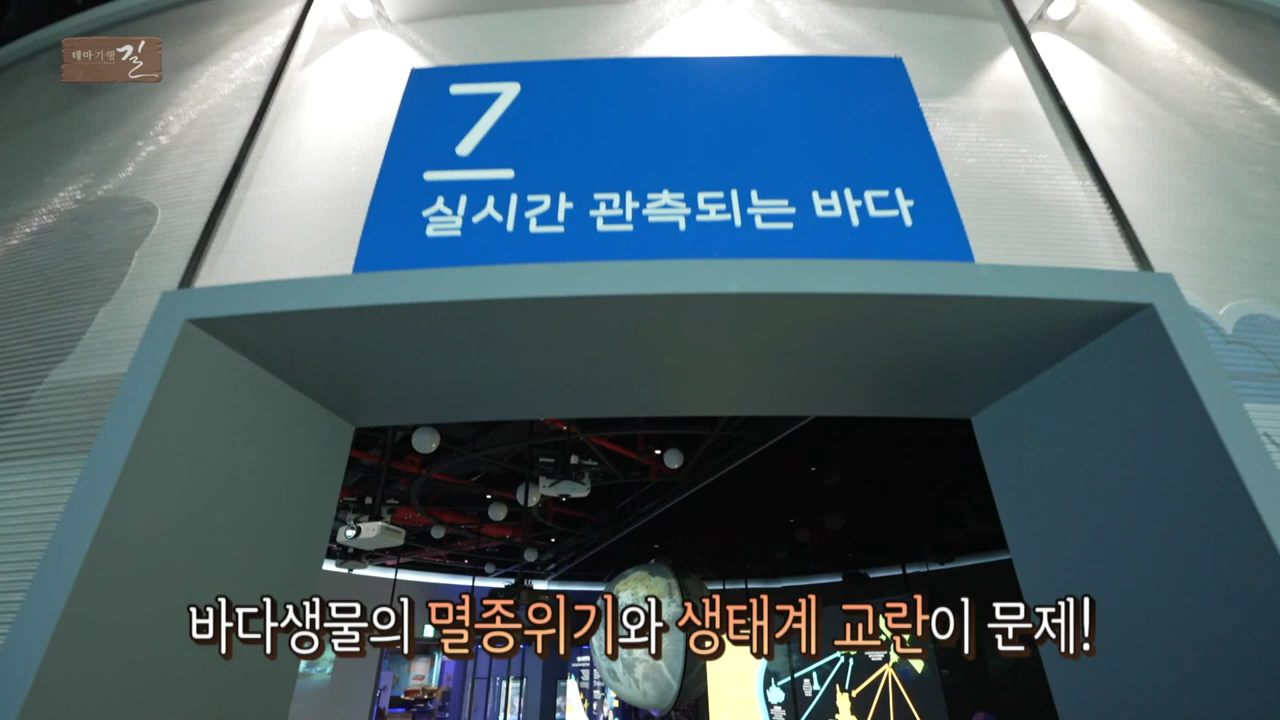 테마기행 길
7
실시간 관측되는 바다
바다생물의 멸종위기와 생태계 교란이 문제!